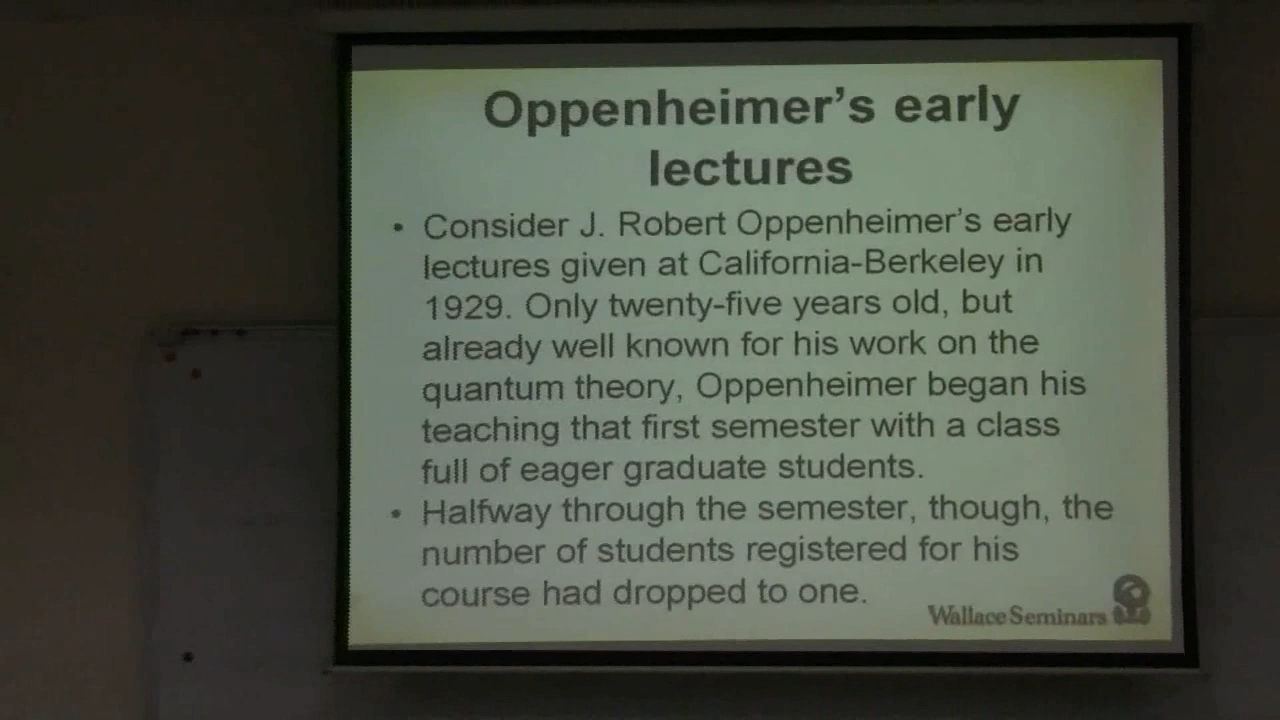 Oppenheimer's early
lectures
• Consider J. Robert Oppenheimer's early
lectures given at California-Berkeley in
1929. Only twenty-five years old, but
already well known for his work on the
quantum theory, Oppenheimer began his
teaching that first semester with a class
full of eager graduate students.
• Halfway through the semester, though, the
number of students registered for his
course had dropped to one.
Wallace Seminars